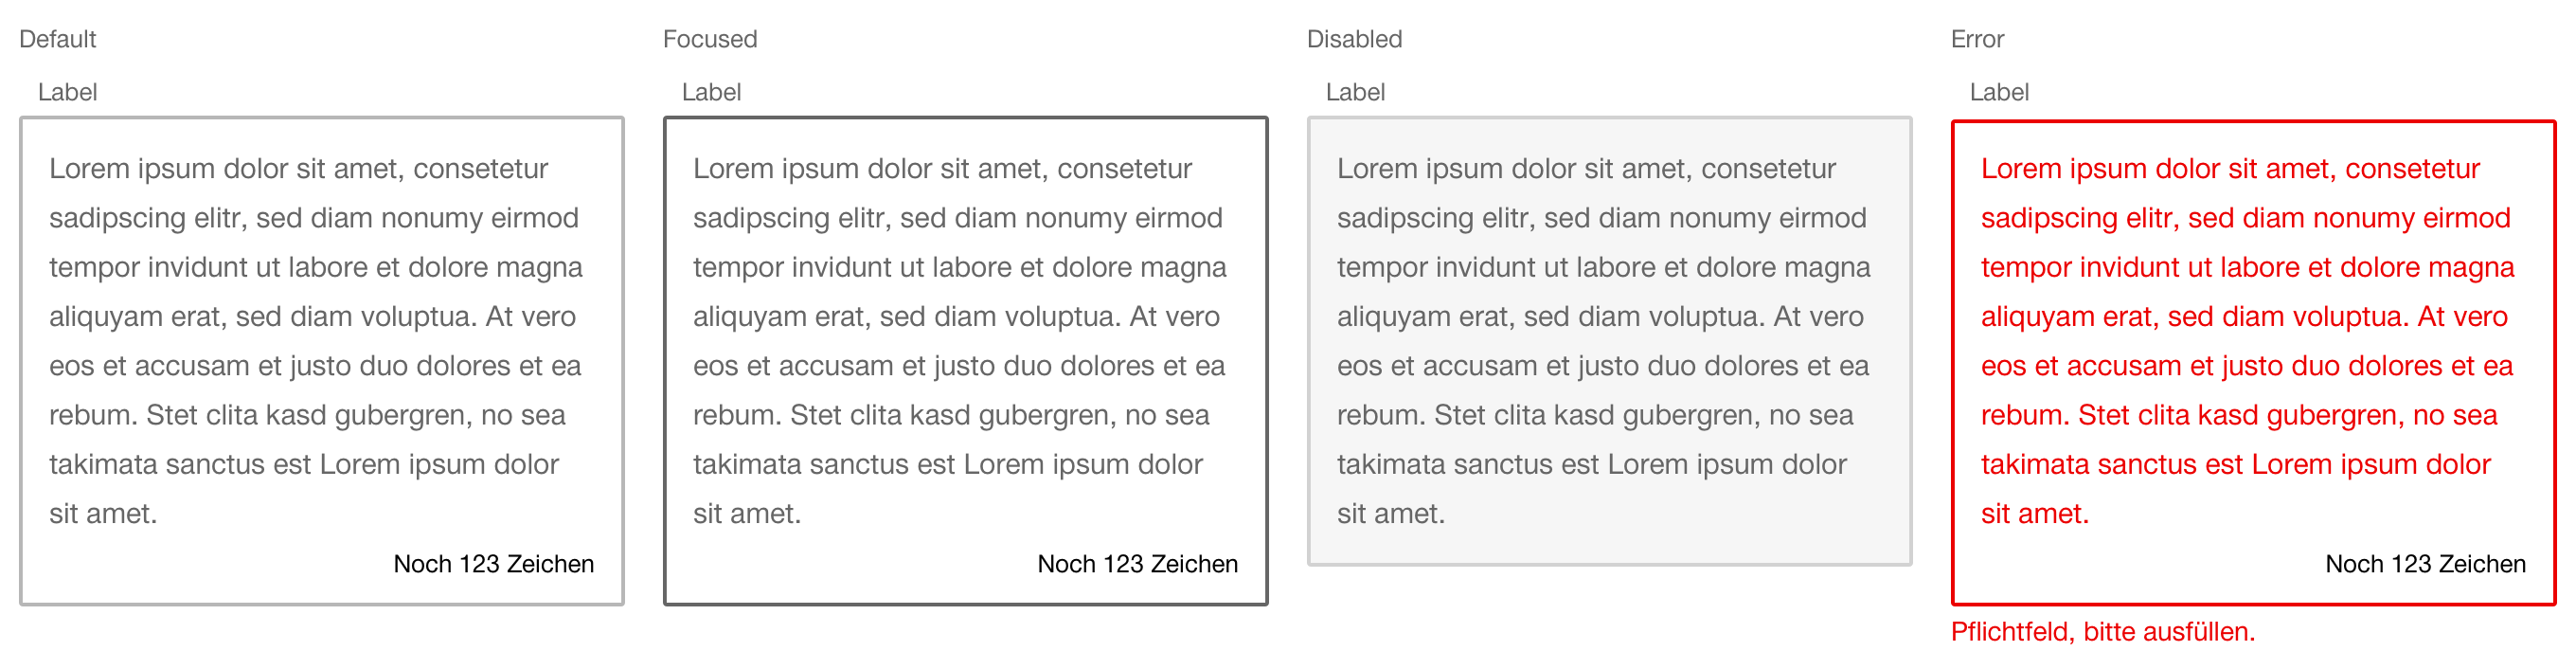 Default
Label
Lorem ipsum dolor sit amet, consetetur
sadipscing elitr, sed diam nonumy eirmod
tempor invidunt ut labore et dolore magna
aliquyam erat, sed diam voluptua. At vero
eos et accusam et justo duo dolores et ea
rebum. Stet clita kasd gubergren, no sea
takimata sanctus est Lorem ipsum dolor
sit amet.
Noch 123 Zeichen
Focused
Label
Lorem ipsum dolor sit amet, consetetur
sadipscing elitr, sed diam nonumy eirmod
tempor invidunt ut labore et dolore magna
aliquyam erat, sed diam voluptua. At vero
eos et accusam et justo duo dolores et ea
rebum. Stet clita kasd gubergren, no sea
takimata sanctus est Lorem ipsum dolor
sit amet.
Noch 123 Zeichen
Disabled
Label
Lorem ipsum dolor sit amet, consetetur
sadipscing elitr, sed diam nonumy eirmod
tempor invidunt ut labore et dolore magna
aliquyam erat, sed diam voluptua. At vero
eos et accusam et justo duo dolores et ea
rebum. Stet clita kasd gubergren, no sea
takimata sanctus est Lorem ipsum dolor
sit amet.
Error
Label
Lorem ipsum dolor sit amet, consetetur
sadipscing elitr, sed diam nonumy eirmod
tempor invidunt ut labore et dolore magna
aliquyam erat, sed diam voluptua. At vero
eos et accusam et justo duo dolores et ea
rebum. Stet clita kasd gubergren, no sea
takimata sanctus est Lorem ipsum dolor
sit amet.
Noch 123 Zeichen
Pflichtfeld, bitte ausfüllen.